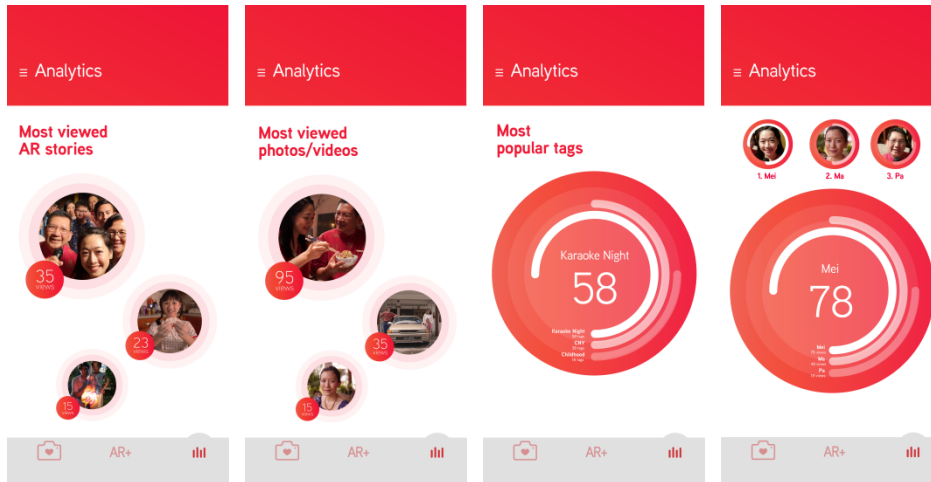 ≡ Analytics
Most viewed
AR stories
35
views
23
views
15
views
AR+
≡ Analytics
Most viewed
photos/videos
95
views
35
views
15
views
AR+
≡ Analytics
Most
popular tags
Karaoke Night
58
Karaoke Night
CNY
Childhood
AR+
≡ Analytics
1. Mei
2. Ma
3. Pa
Mei
78
Mei
Ma
Pa
AR+